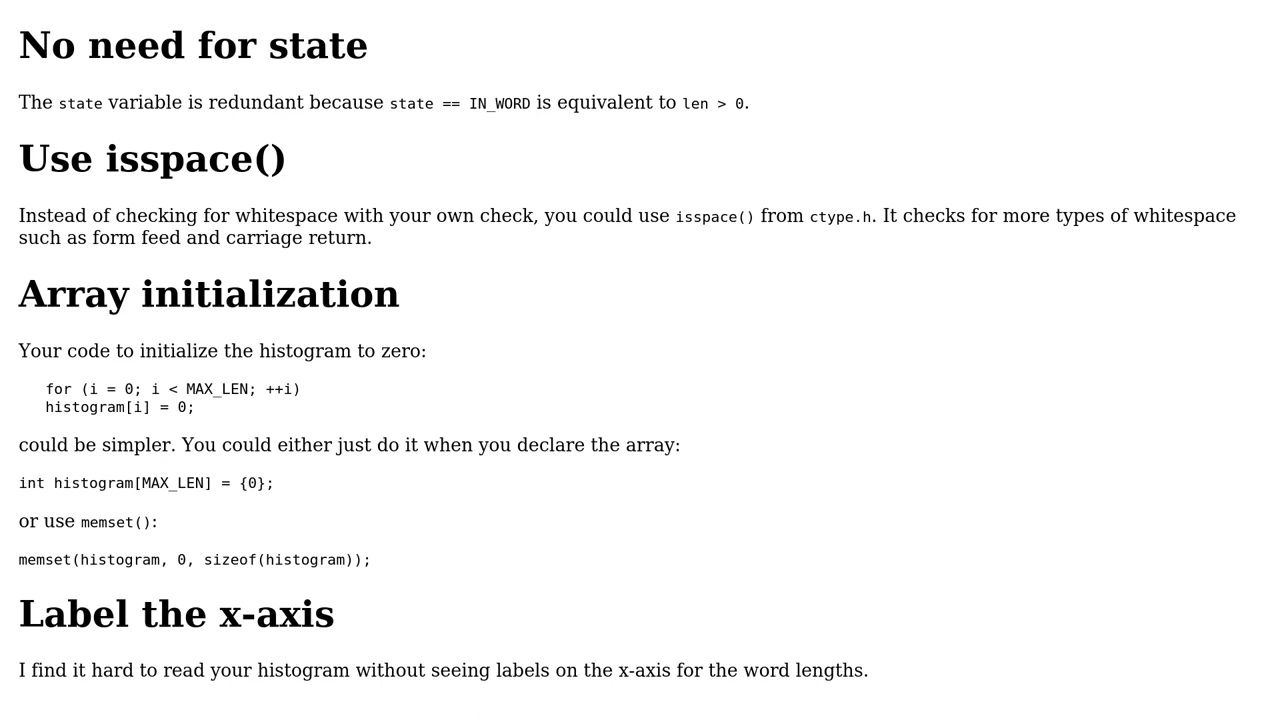 No need for state
The state variable is redundant because state == IN_WORD is equivalent to len > 0.
Use isspace()
Instead of checking for whitespace with your own check, you could use isspace() from ctype.h. It checks for more types of whitespace
such as form feed and carriage return.
Array initialization
Your code to initialize the histogram to zero:
for (i = 0; i < MAX_LEN; ++i)
histogram[i] = 0;
could be simpler. You could either just do it when you declare the array:
int histogram[MAX_LEN] = {0};
or use memset():
memset(histogram, 0, sizeof(histogram));
Label the x-axis
I find it hard to read your histogram without seeing labels on the x-axis for the word lengths.